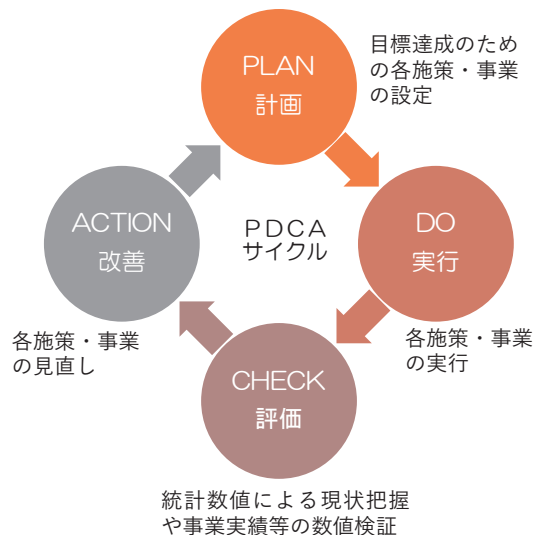 PLAN
計画
目標達成のため
の各施策・事業
の設定
ACTION
改善
PDCA
サイクル
DO
実行
各施策・事業
の見直し
各施策・事業
の実行
CHECK
評価
統計数値による現状把握
や事業実績等の数値検証